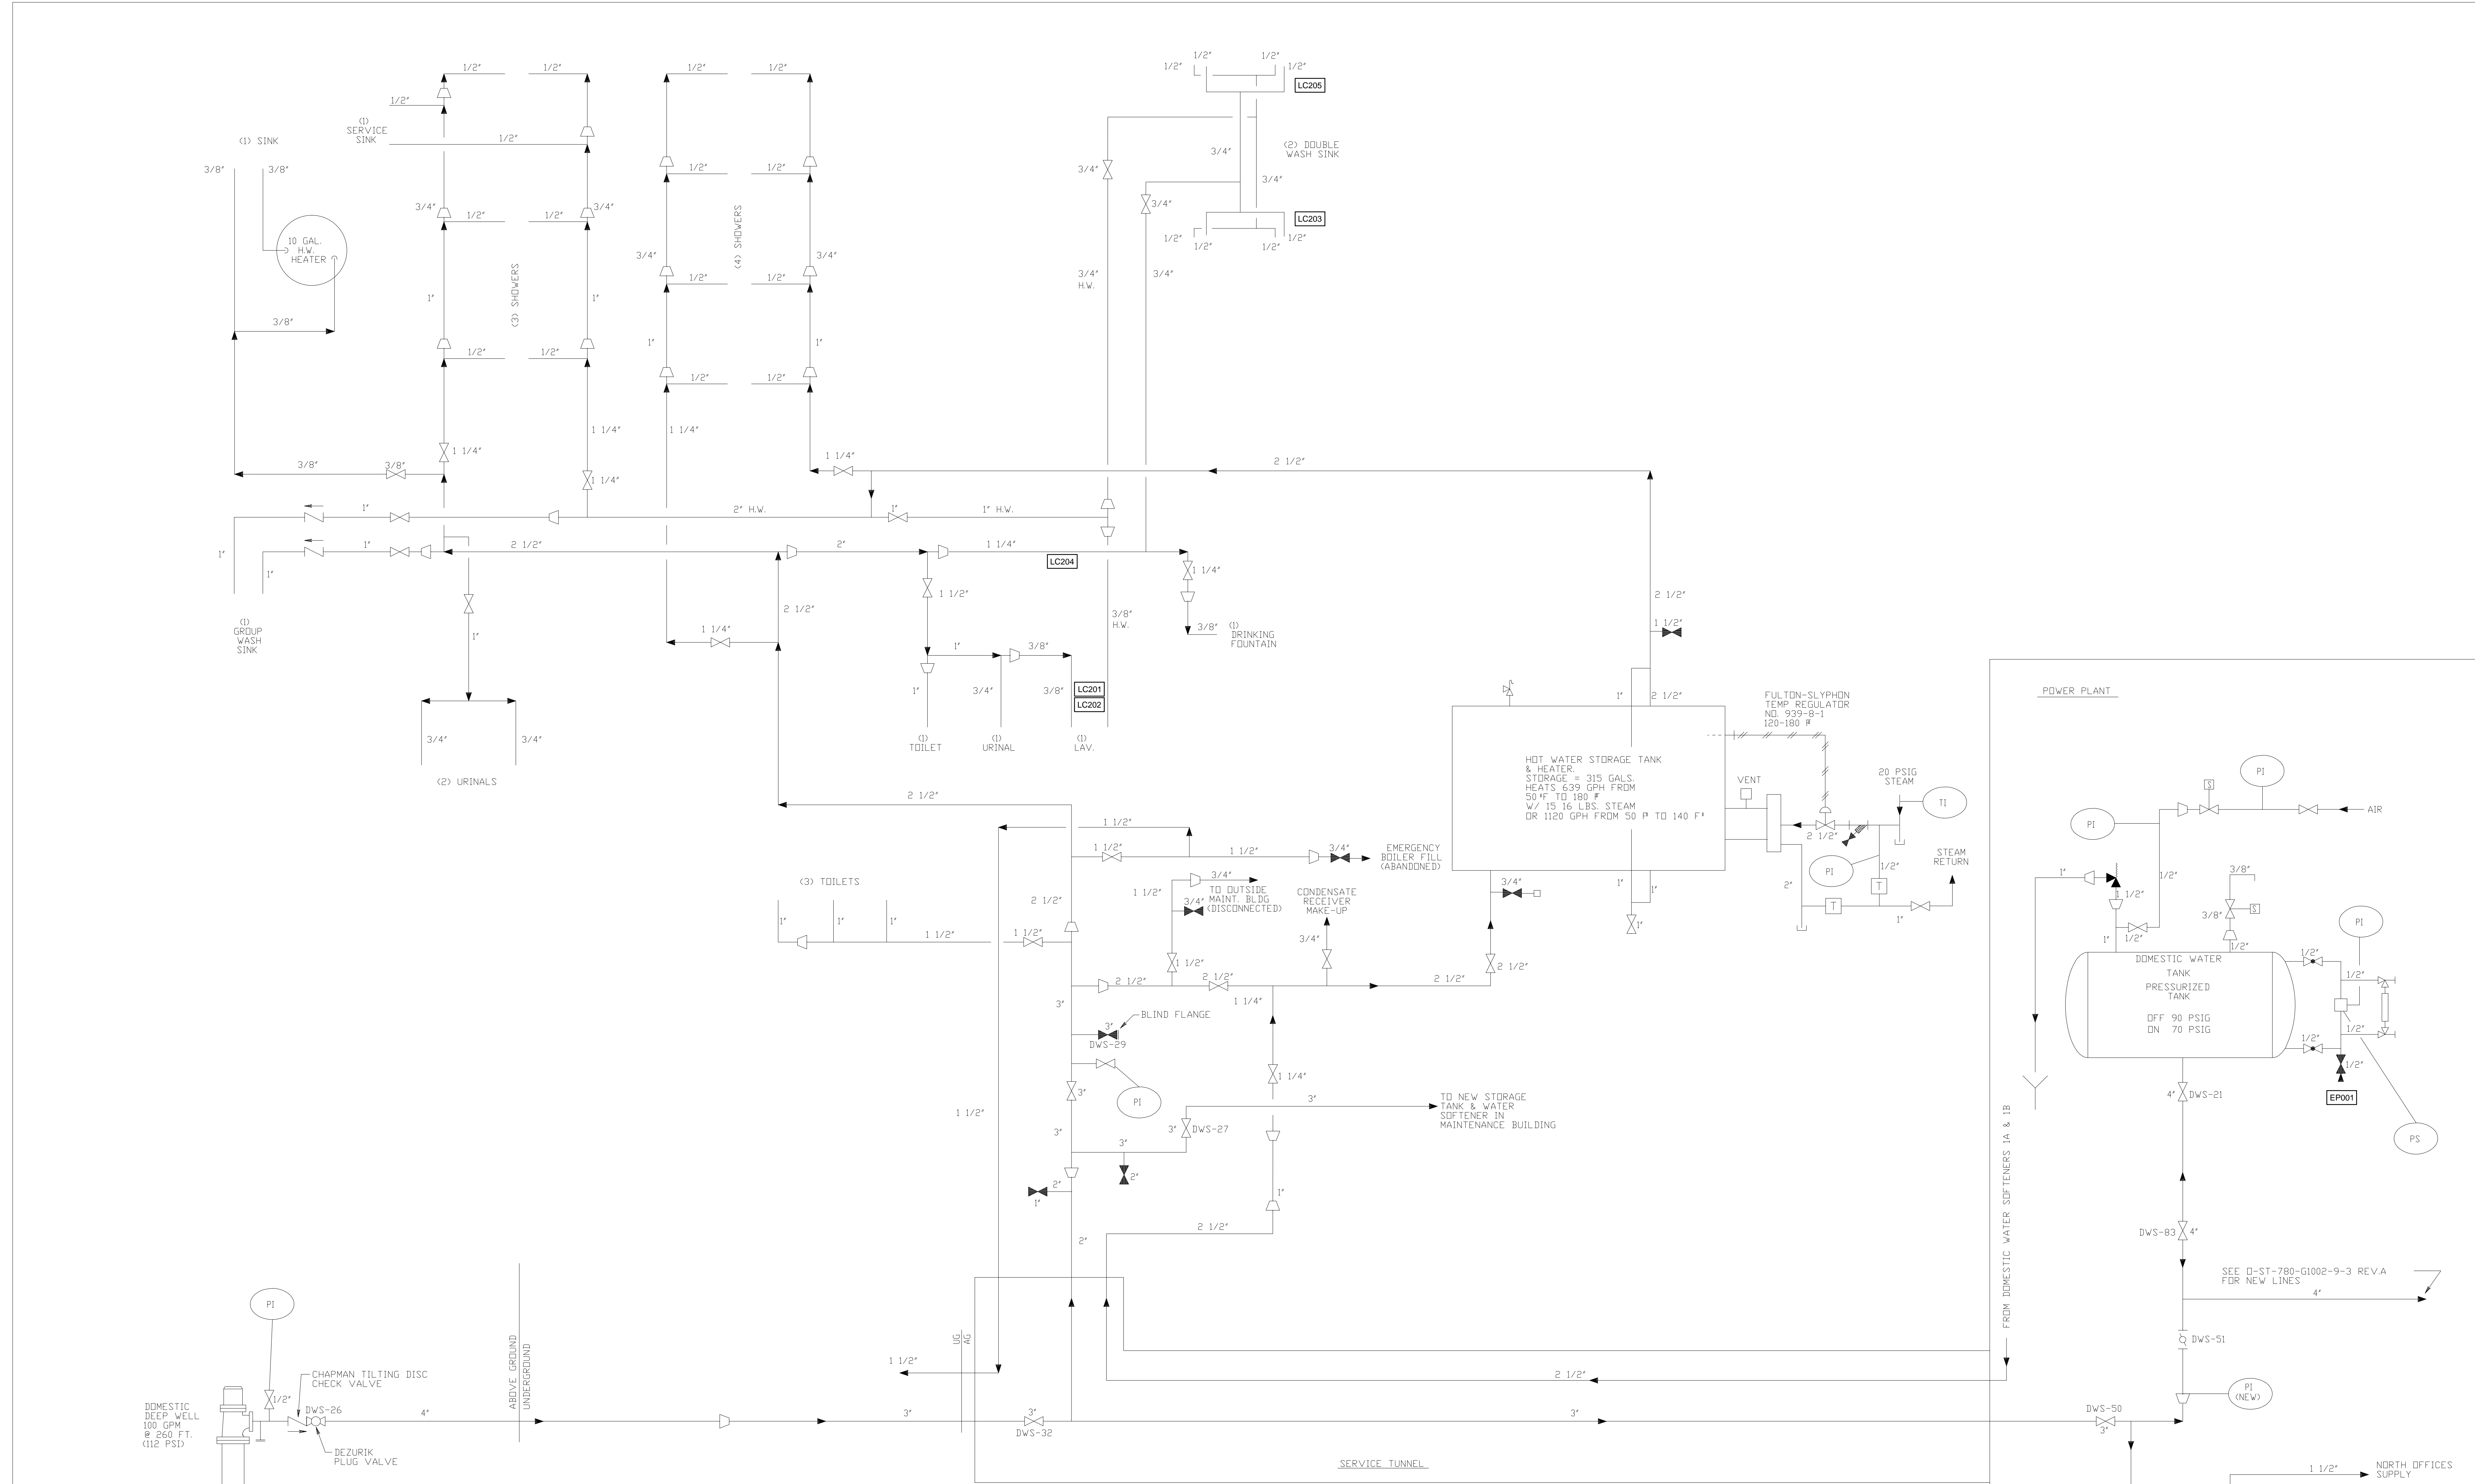 1/2"
1/2"
1/2"
1/2"
1/2"
(1)
SERVICE
SINK
1/2"
(1) SINK
3/8"
3/8"
10 GAL.
H.W.
HEATER
3/8"
3/4"
1/2"
1/2"
3/4"
1"
(3) SHOWERS
1"
1/2"
1/2"
1 1/4"
1 1/4"
1 1/4"
3/8"
3/8"
1/2"
1/2"
1/2"
3/4"
(4) SHOWERS
3/4"
1/2"
1/2"
1"
1"
1/2"
1/2"
1 1/4"
1/2"
1/2"
1/2"
1/2"
LC205
3/4"
3/4"
(2) DOUBLE
WASH SINK
3/4"
3/4"
LC203
1/2"
1/2"
1/2"
1/2"
3/4"
H.W.
3/4"
1 1/4"
2 1/2"
1"
2" H.W.
1"
1" H.W.
1"
1"
2 1/2"
2"
1 1/4"
LC204
1"
1"
(1)
GROUP
WASH
SINK
3/4"
3/4"
(2) URINALS
2 1/2"
1 1/4"
1 1/2"
1 1/4"
3/8"
H.W.
3/8"
(1)
DRINKING
FOUNTAIN
1"
3/8"
1"
3/4"
3/8"
LC201
LC202
(1)
TOILET
(1)
URINAL
(1)
LAV.
2 1/2"
1 1/2"
1"
2 1/2"
FULTON-SLYPHON
TEMP. REGULATOR
NO. 939-8-1
120-180 °F
HOT WATER STORAGE TANK
& HEATER.
STORAGE = 315 GALS.
HEATS 639 GPH FROM
50 °F TO 180 °F
W/ 15 16 LBS. STEAM
OR 1120 GPH FROM 50 F° TO 140 F°
VENT
20 PSIG
STEAM
TI
2 1/2"
PI
1/2"
T
T
2"
1"
STEAM
RETURN
3/4"
1"
1"
1"
2 1/2"
1 1/2"
1 1/2"
1 1/2"
3/4"
EMERGENCY
BOILER FILL
(ABANDONED)
3/4"
1 1/2"
TO OUTSIDE
MAINT. BLDG
(DISCONNECTED)
3/4"
CONDENSATE
RECEIVER
MAKE-UP
3/4"
(3) TOILETS
1"
1"
1"
1 1/2"
1 1/2"
2 1/2"
1 1/2"
2 1/2"
2 1/2"
2 1/2"
2 1/2"
3"
1 1/4"
BLIND FLANGE
3"
DWS-29
PI
3"
1 1/4"
1 1/2"
3"
3"
TO NEW STORAGE
TANK & WATER
SOFTENER IN
MAINTENANCE BUILDING
3"
DWS-27
3"
2"
2"
1"
1"
2 1/2"
2"
POWER PLANT
PI
S
PI
AIR
1"
1 1/2"
1/2"
3/8"
3/8"
S
PI
1"
1/2"
1/2"
DOMESTIC WATER
TANK
PRESSURIZED
TANK
OFF 90 PSIG
ON 70 PSIG
1/2"
1/2"
1/2"
1/2"
1/2"
EP001
PS
4"
DWS-21
DWS-83
4"
FROM DOMESTIC WATER SOFTENERS 1A & 1B
SEE O-ST-780-G1002-9-3 REV.A
FOR NEW LINES
4"
DWS-51
PI
(NEW)
DWS-50
3"
PI
1/2"
CHAPMAN TILTING DISC
CHECK VALVE
DWS-26
DEZURIK
PLUG VALVE
DOMESTIC
DEEP WELL
100 GPM
@ 260 FT.
(112 PSI)
4"
ABOVE GROUND
UNDERGROUND
1 1/2"
UG
AG
3"
3"
DWS-32
2 1/2"
3"
SERVICE TUNNEL
1 1/2"
NORTH OFFICES
SUPPLY